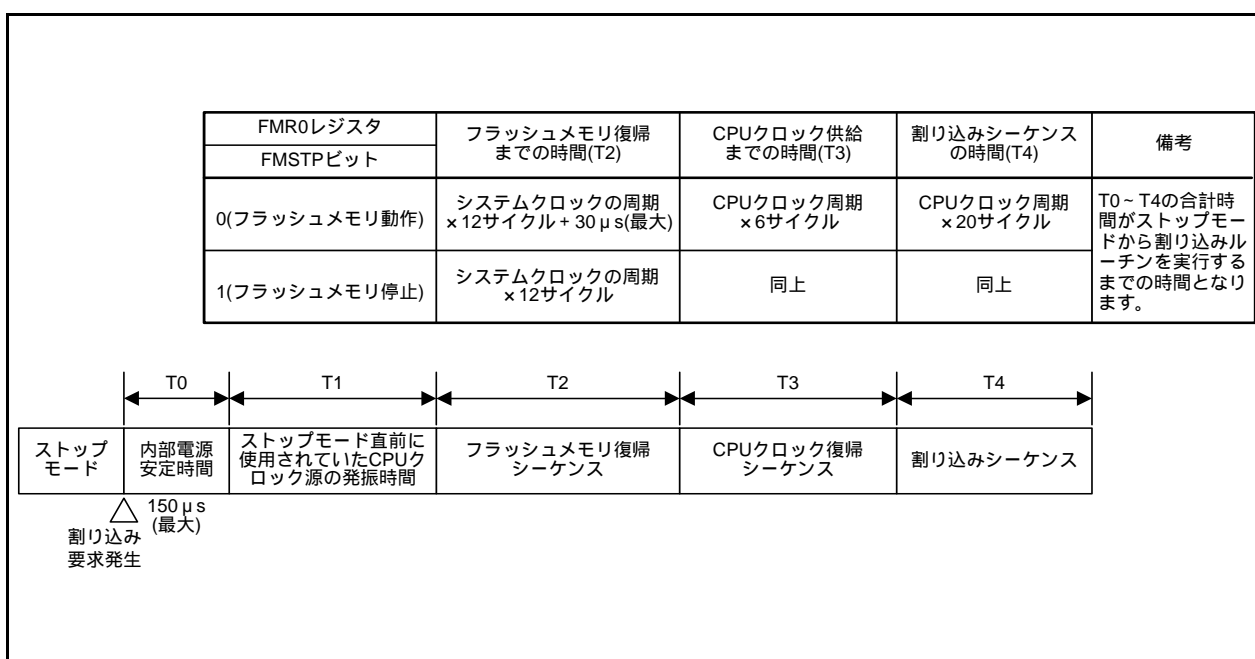 FMR0レジスタ
FMSTPビット
フラッシュメモリ復帰
までの時間(T2)
CPUクロック供給
までの時間(T3)
割り込みシーケンス
の時間(T4)
備考
0(フラッシュメモリ動作)
システムクロックの周期
×12サイクル + 30μs(最大)
CPUクロック周期
×6サイクル
CPUクロック周期
×20サイクル
T0~T4の合計時
間がストップモー
ドから割り込みル
ーチンを実行する
までの時間となり
ます。
1(フラッシュメモリ停止)
システムクロックの周期
×12サイクル
同上
同上
T0
T1
T2
T3
T4
ストップ
モード
内部電源
安定時間
ストップモード直前に
使用されていたCPUク
ロック源の発振時間
フラッシュメモリ復帰
シーケンス
CPUクロック復帰
シーケンス
割り込みシーケンス
150μs
(最大)
割り込み
要求発生